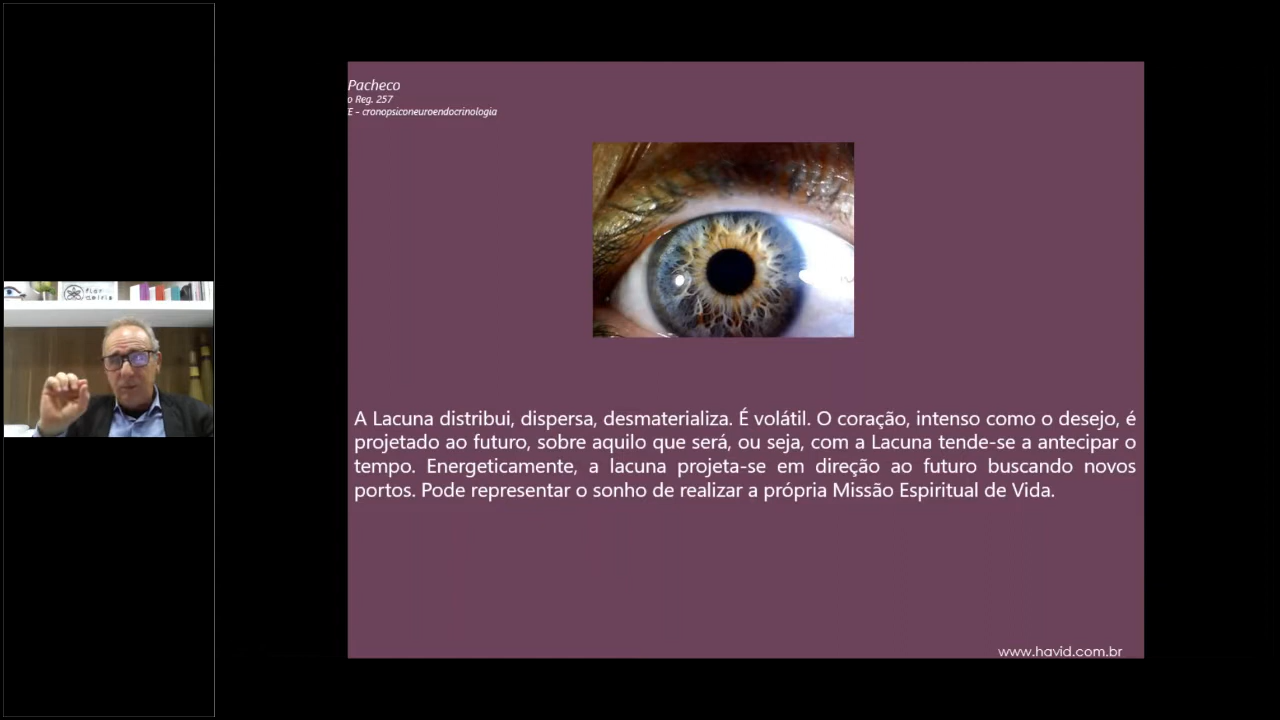 Pacheco
o Reg. 257
E – cronopsiconeuroendocrinologia
flor
A Lacuna distribui, dispersa, desmaterializa. É volátil. O coração, intenso como o desejo, é
projetado ao futuro, sobre aquilo que será, ou seja, com a Lacuna tende-se a antecipar o
tempo. Energeticamente, a lacuna projeta-se em direção ao futuro buscando novos
portos. Pode representar o sonho de realizar a própria Missão Espiritual de Vida.
www.havid.com.br